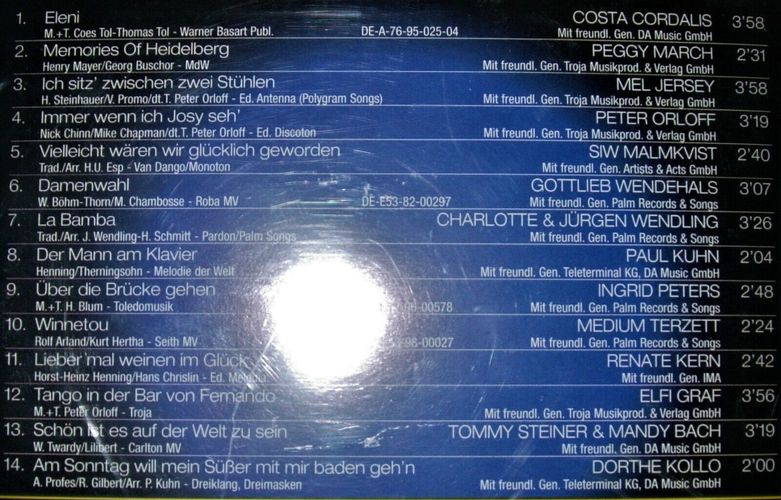 1. Eleni COSTA CORDALIS 3'58
M.+T. Coes Tol-Thomas Tol - Warner Basart Publ. DE-A-76-95-025-04 Mit freundl. Gen. DA Music GmbH
2. Memories Of Heidelberg PEGGY MARCH 2'31
Henry Mayer/Georg Buschor - MdW Mit freundl. Gen. Troja Musikprod. & Verlag GmbH
3. Ich sitz' zwischen zwei Stühlen MEL JERSEY 3'58
H. Steinhauer/V. Promo/dt.T. Peter Orloff - Ed. Antenna (Polygram Songs) Mit freundl. Gen. Troja Musikprod. & Verlag GmbH
4. Immer wenn ich Josy seh' PETER ORLOFF 3'19
Nick Chinn/Mike Chapman/dt.T. Peter Orloff - Ed. Discoton Mit freundl. Gen. Troja Musikprod. & Verlag GmbH
5. Vielleicht wären wir glücklich geworden SIW MALMKVIST 2'40
Trad./Arr. H.U. Esp - Van Dango/Monoton Mit freundl. Gen. Artists & Acts GmbH
6. Damenwahl GOTTLIEB WENDEHALS 3'07
W. Böhm-Thorn/M. Chambosse - Roba MV DE-E53-82-00297 Mit freundl. Gen. Palm Records & Songs
7. La Bamba CHARLOTTE & JÜRGEN WENDLING 3'26
Trad./Arr. J. Wendling-H. Schmitt - Pardon/Palm Songs Mit freundl. Gen. Palm Records & Songs
8. Der Mann am Klavier PAUL KUHN 2'04
Henning/Therningsohn - Melodie der Welt Mit freundl. Gen. Teleterminal KG, DA Music GmbH
9. Über die Brücke gehen INGRID PETERS 2'48
M.+T. H. Blum - Toledomusik 00578 Mit freundl. Gen. Palm Records & Songs
10. Winnetou MEDIUM TERZETT 2'24
Rolf Arland/Kurt Hertha - Seith MV 98-00027 Mit freundl. Gen. Palm Records & Songs
11. Lieber 'mal weinen im Glück RENATE KERN 2'42
Horst-Heinz Henning/Hans Chrislin - Ed. Mit freundl. Gen. IMA
12. Tango in der Bar von Fernando ELFI GRAF 3'56
M.+T. Peter Orloff - Troja Mit freundl. Gen. Troja Musikprod. & Verlag GmbH
13. Schön ist es auf der Welt zu sein TOMMY STEINER & MANDY BACH 3'19
W. Twardy/Lilibert - Carlton MV Mit freundl. Gen. Teleterminal KG, DA Music GmbH
14. Am Sonntag will mein Süßer mit mir baden geh'n DORTHE KOLLO 2'00
A. Profes/R. Gilbert/Arr. P. Kuhn - Dreiklang, Dreimasken Mit freundl. Gen. Teleterminal KG, DA Music GmbH